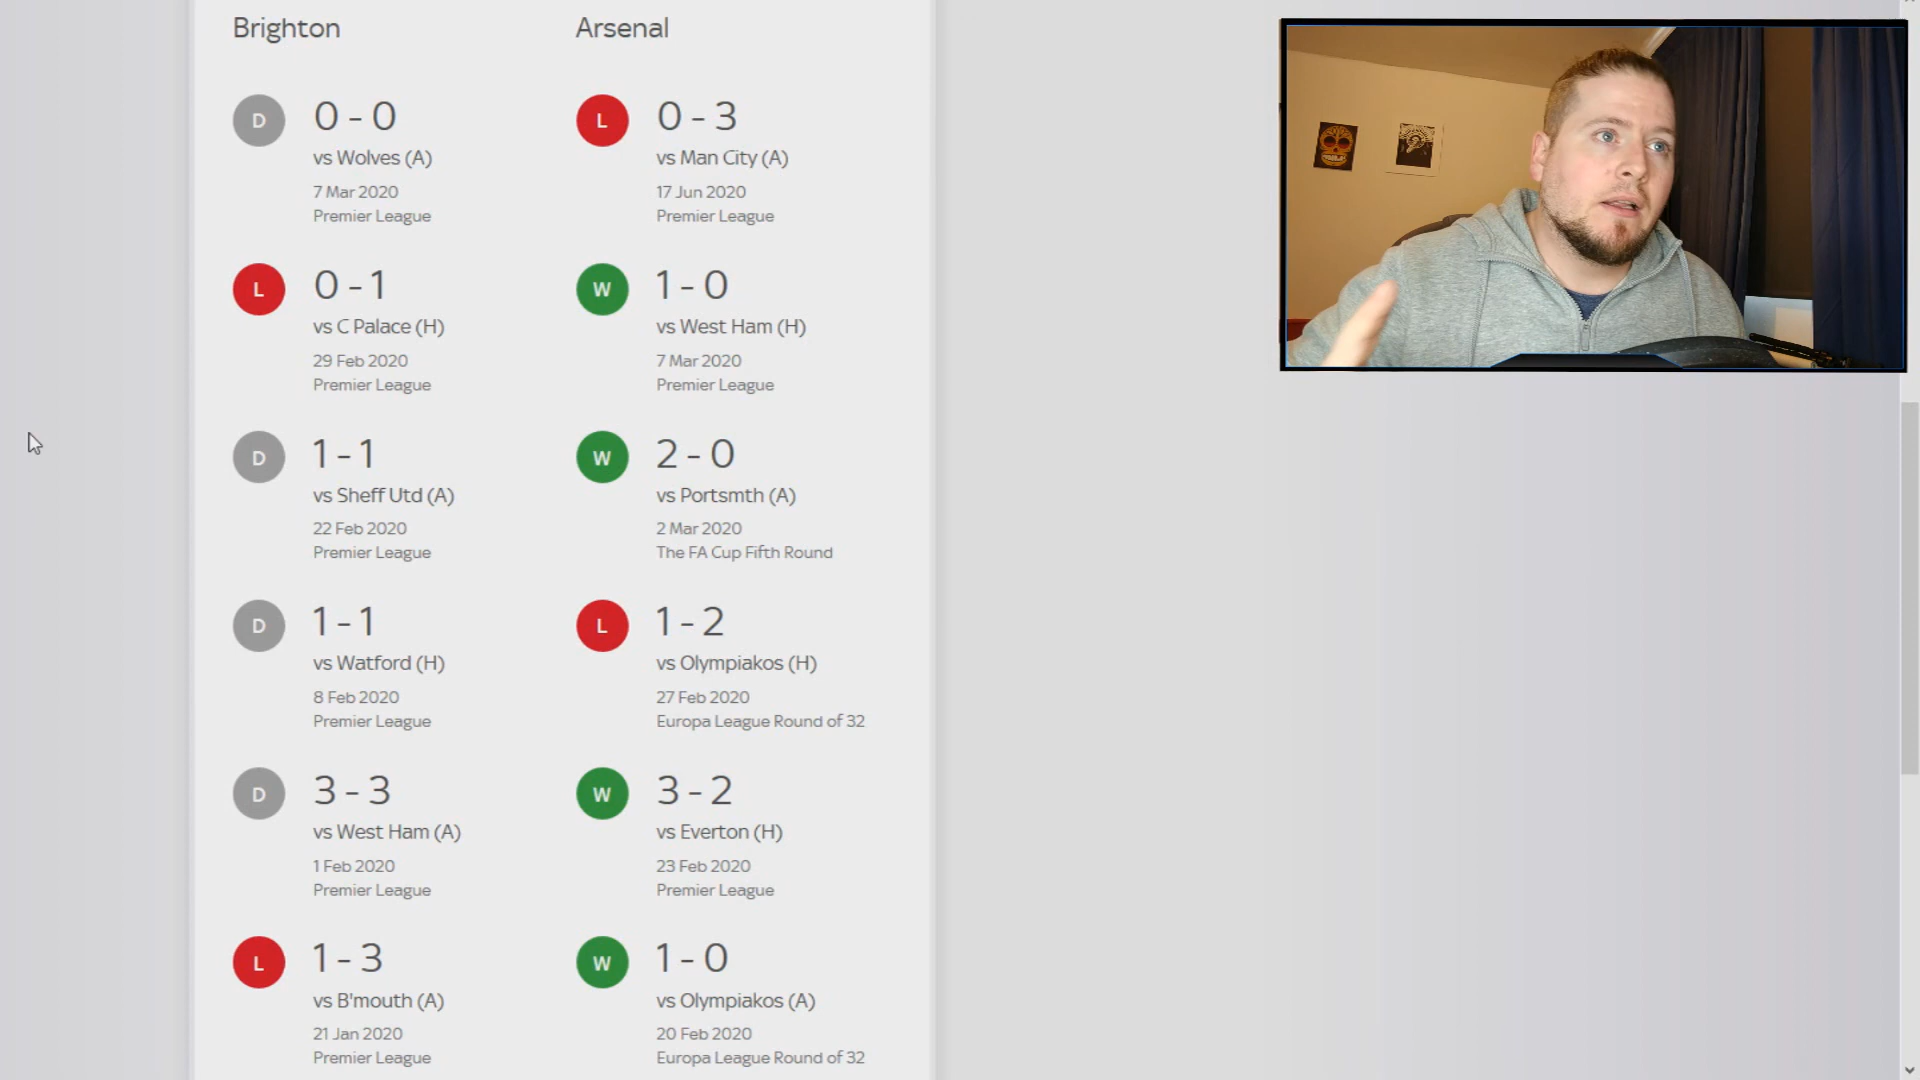 Brighton
D
0 - 0
vs Wolves (A)
7 Mar 2020
Premier League
L
0 - 1
vs C Palace (H)
29 Feb 2020
Premier League
D
1 - 1
vs Sheff Utd (A)
22 Feb 2020
Premier League
D
1 - 1
vs Watford (H)
8 Feb 2020
Premier League
D
3 - 3
vs West Ham (A)
1 Feb 2020
Premier League
L
1 - 3
vs B'mouth (A)
21 Jan 2020
Premier League
Arsenal
L
0 - 3
vs Man City (A)
17 Jun 2020
Premier League
W
1 - 0
vs West Ham (H)
7 Mar 2020
Premier League
W
2 - 0
vs Portsmth (A)
2 Mar 2020
The FA Cup Fifth Round
L
1 - 2
vs Olympiakos (H)
27 Feb 2020
Europa League Round of 32
W
3 - 2
vs Everton (H)
23 Feb 2020
Premier League
W
1 - 0
vs Olympiakos (A)
20 Feb 2020
Europa League Round of 32